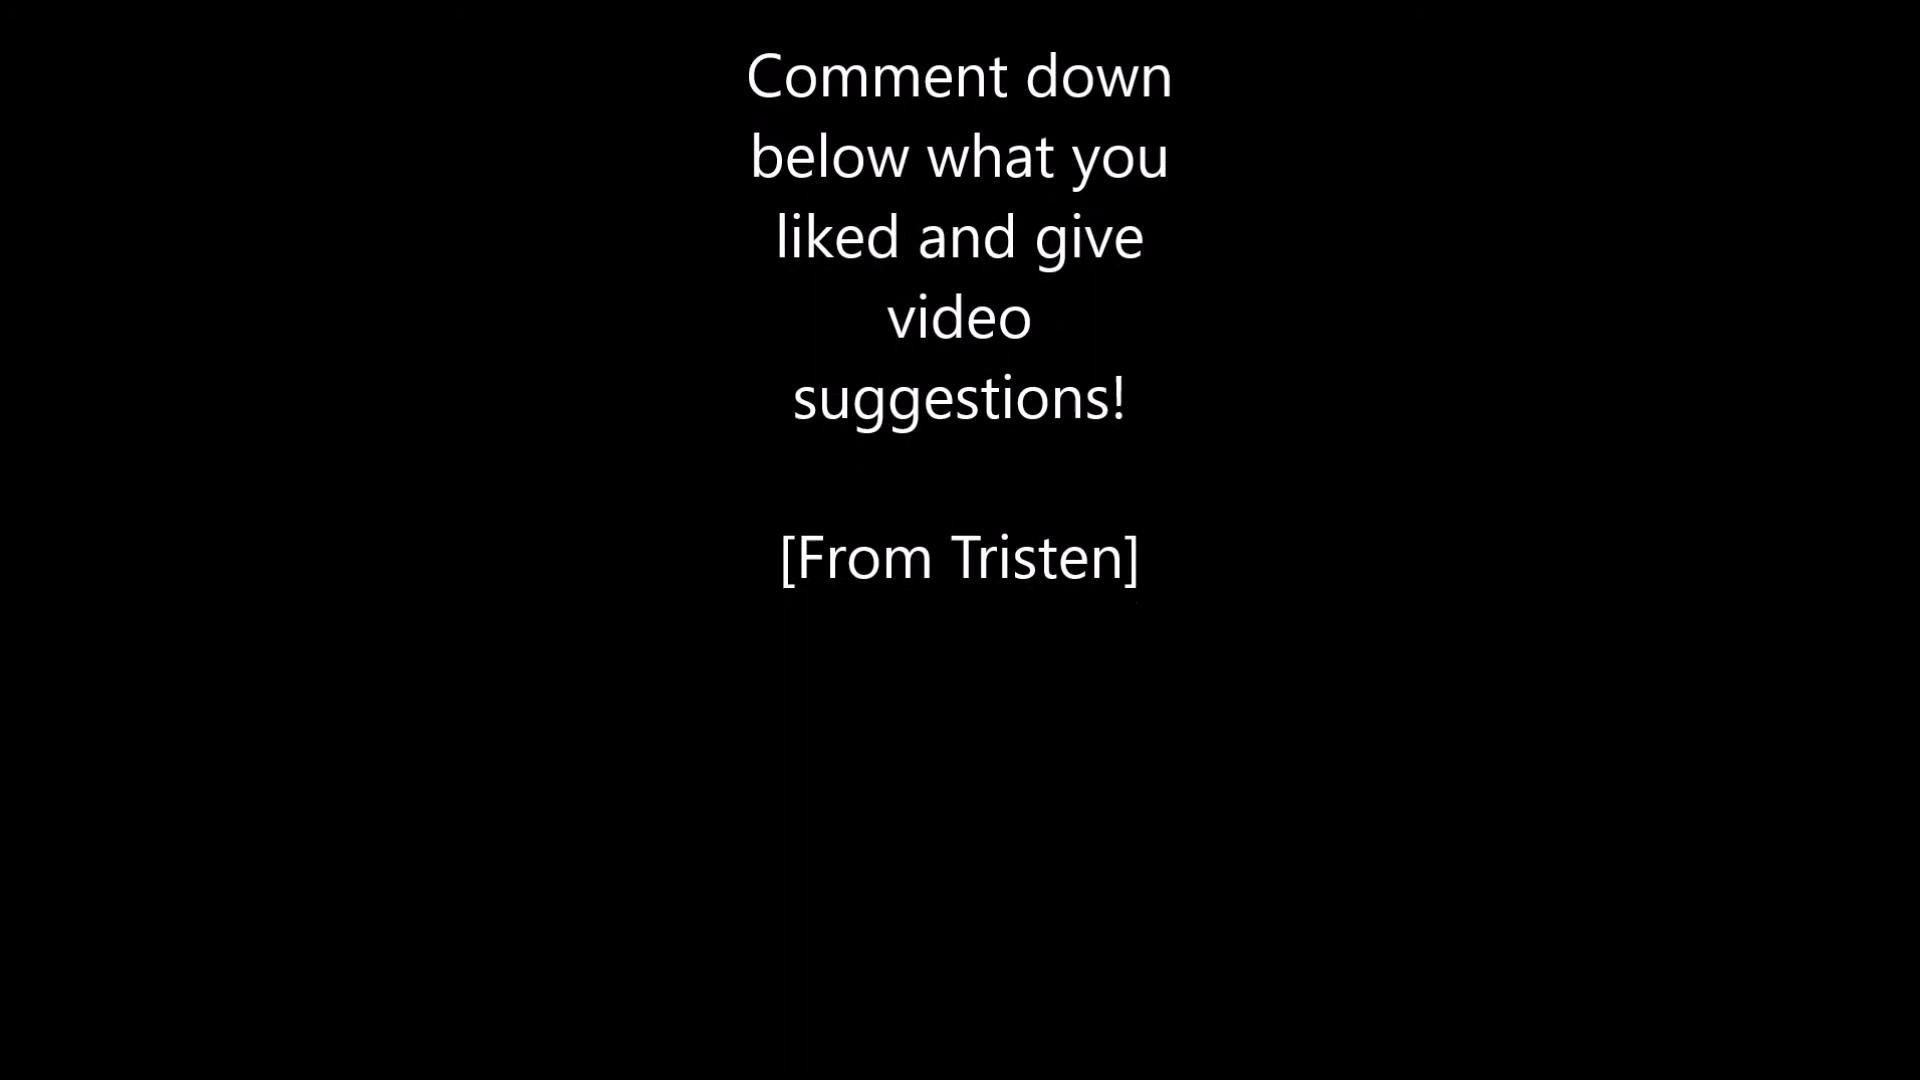 Comment down
below what you
liked and give
video
suggestions!
[From Tristen]